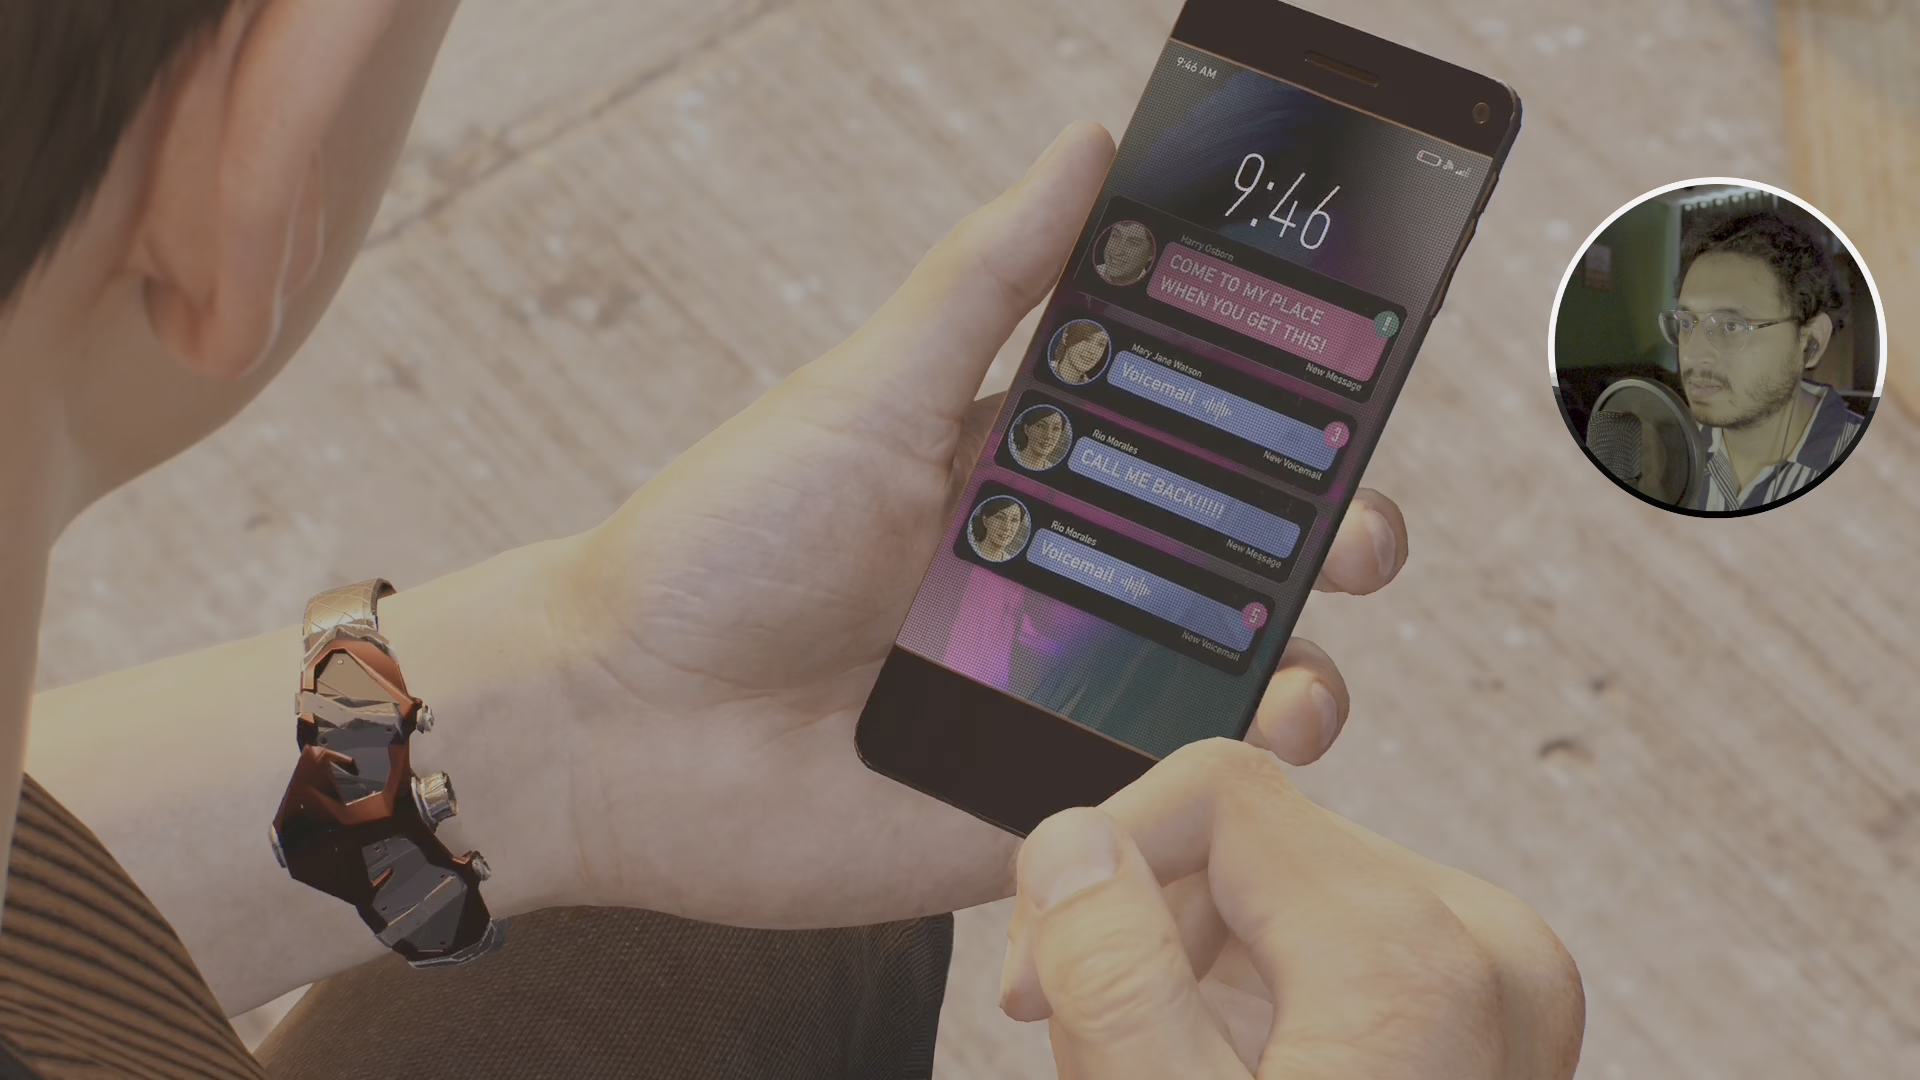 9:46 AM
9:46
Harry Osborn
COME TO MY PLACE
WHEN YOU GET THIS!
!
New Message
Mary Jane Watson
Voicemail
3
New Voicemail
Rio Morales
CALL ME BACK!!!!!
New Message
Rio Morales
Voicemail
5
New Voicemail